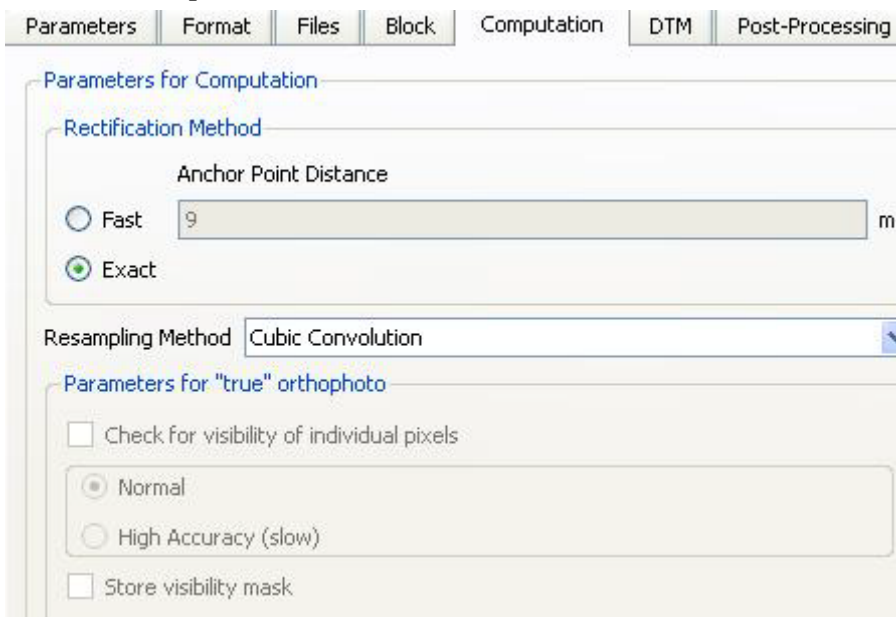 Parameters Format Files Block Computation DTM Post-Processing
Parameters for Computation
Rectification Method
Anchor Point Distance
Fast 9 m
Exact
Resampling Method Cubic Convolution
Parameters for "true" orthophoto
Check for visibility of individual pixels
Normal
High Accuracy (slow)
Store visibility mask